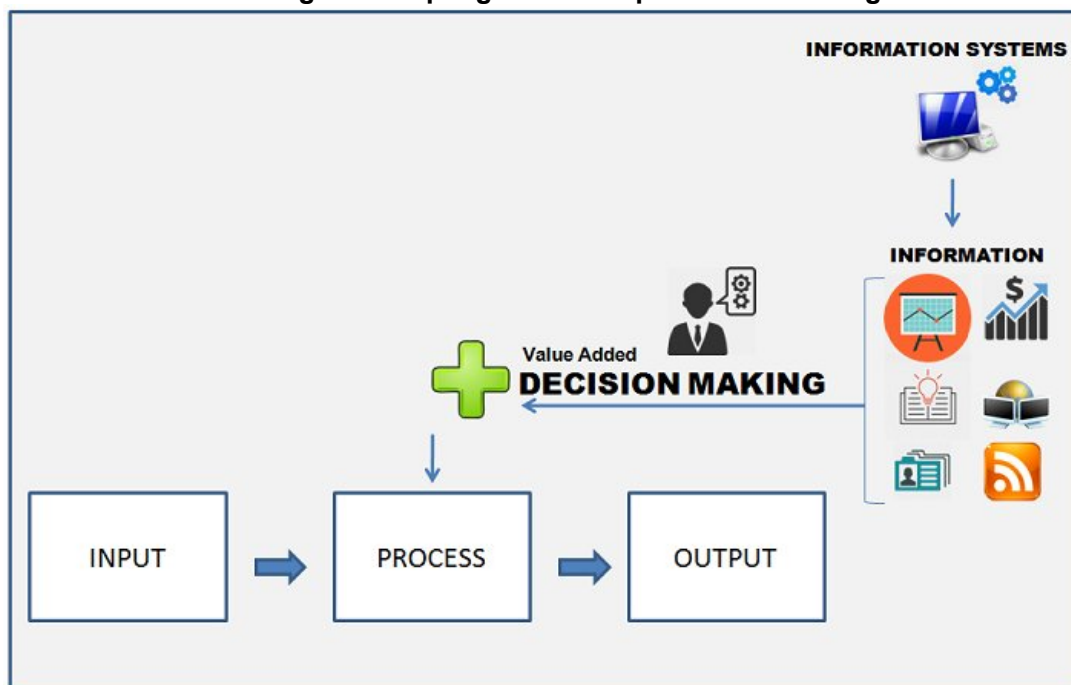 INFORMATION SYSTEMS
INFORMATION
$
Value Added
DECISION MAKING
INPUT
PROCESS
OUTPUT